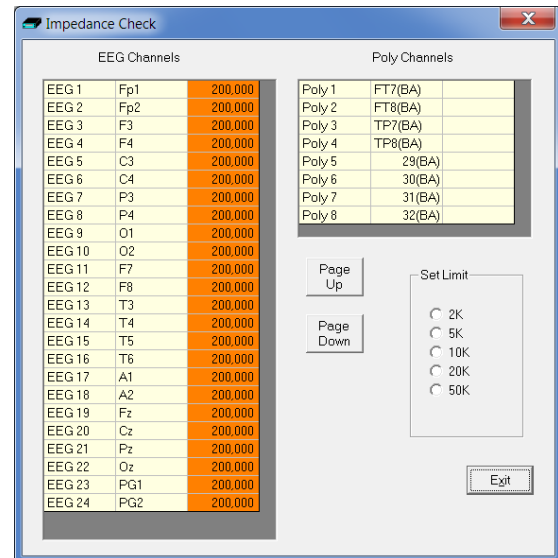 Impedance Check
EEG Channels
EEG 1 Fp1 200,000
EEG 2 Fp2 200,000
EEG 3 F3 200,000
EEG 4 F4 200,000
EEG 5 C3 200,000
EEG 6 C4 200,000
EEG 7 P3 200,000
EEG 8 P4 200,000
EEG 9 O1 200,000
EEG 10 O2 200,000
EEG 11 F7 200,000
EEG 12 F8 200,000
EEG 13 T3 200,000
EEG 14 T4 200,000
EEG 15 T5 200,000
EEG 16 T6 200,000
EEG 17 A1 200,000
EEG 18 A2 200,000
EEG 19 Fz 200,000
EEG 20 Cz 200,000
EEG 21 Pz 200,000
EEG 22 Oz 200,000
EEG 23 PG1 200,000
EEG 24 PG2 200,000
Poly Channels
Poly 1 FT7(BA)
Poly 2 FT8(BA)
Poly 3 TP7(BA)
Poly 4 TP8(BA)
Poly 5 29(BA)
Poly 6 30(BA)
Poly 7 31(BA)
Poly 8 32(BA)
Page
Up
Page
Down
Set Limit
2K
5K
10K
20K
50K
Exit